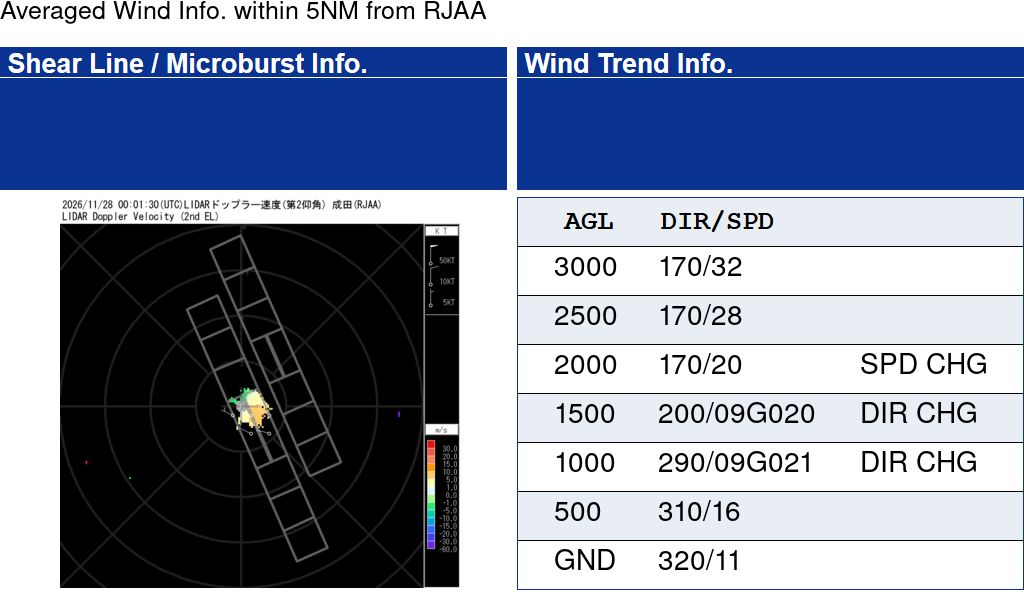 Averaged Wind Info. within 5NM from RJAA
Shear Line / Microburst Info.
Wind Trend Info.
2026/11/28 00:01:30(UTC)LIDARドップラー速度(第2仰角) 成田(RJAA)
LIDAR Doppler Velocity (2nd EL)
K T
50KT
10KT
5KT
m/s
30.0
20.0
15.0
10.0
5.0
1.0
0.0
-1.0
-5.0
-10.0
-15.0
-20.0
-30.0
-60.0
AGL DIR/SPD
3000 170/32
2500 170/28
2000 170/20 SPD CHG
1500 200/09G020 DIR CHG
1000 290/09G021 DIR CHG
500 310/16
GND 320/11